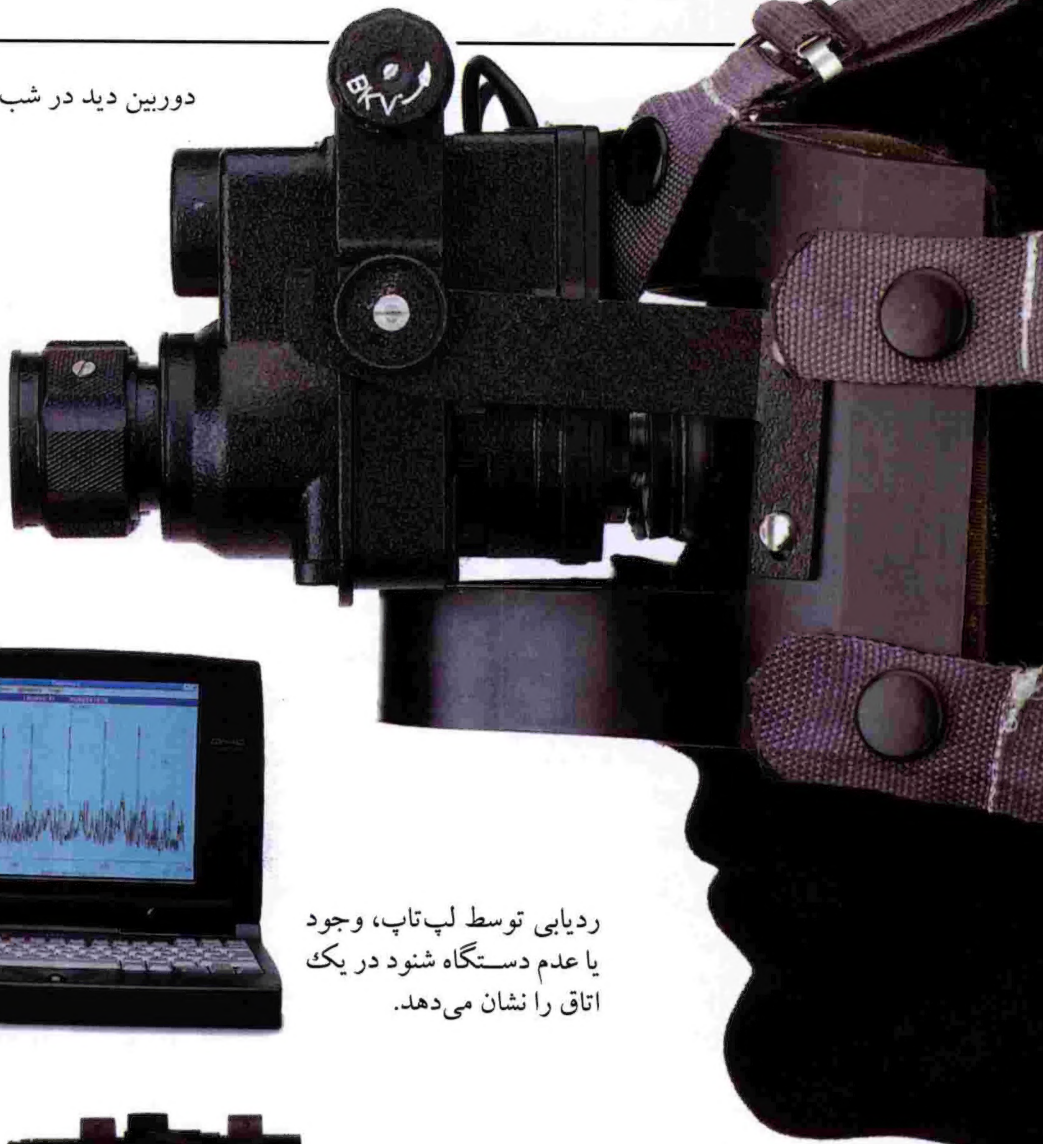 دوربین دید در شب
ردیابی توسط لپ‌تاپ، وجود
یا عدم دستگاه شنود در یک
اتاق را نشان می‌دهد.